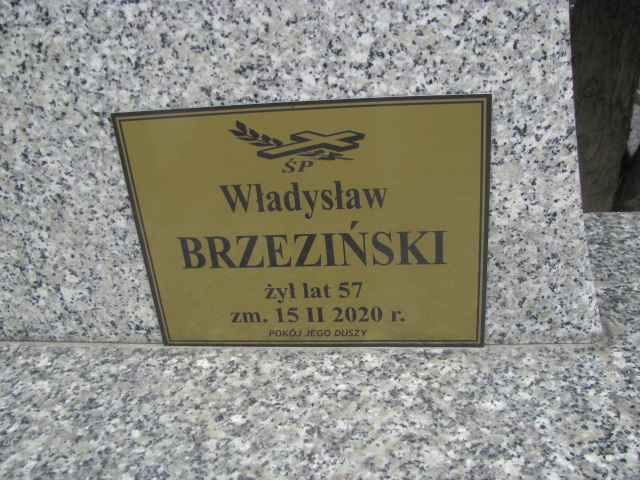 ŚP
Władysław
BRZEZIŃSKI
żył lat 57
zm. 15 II 2020 r.
POKÓJ JEGO DUSZY